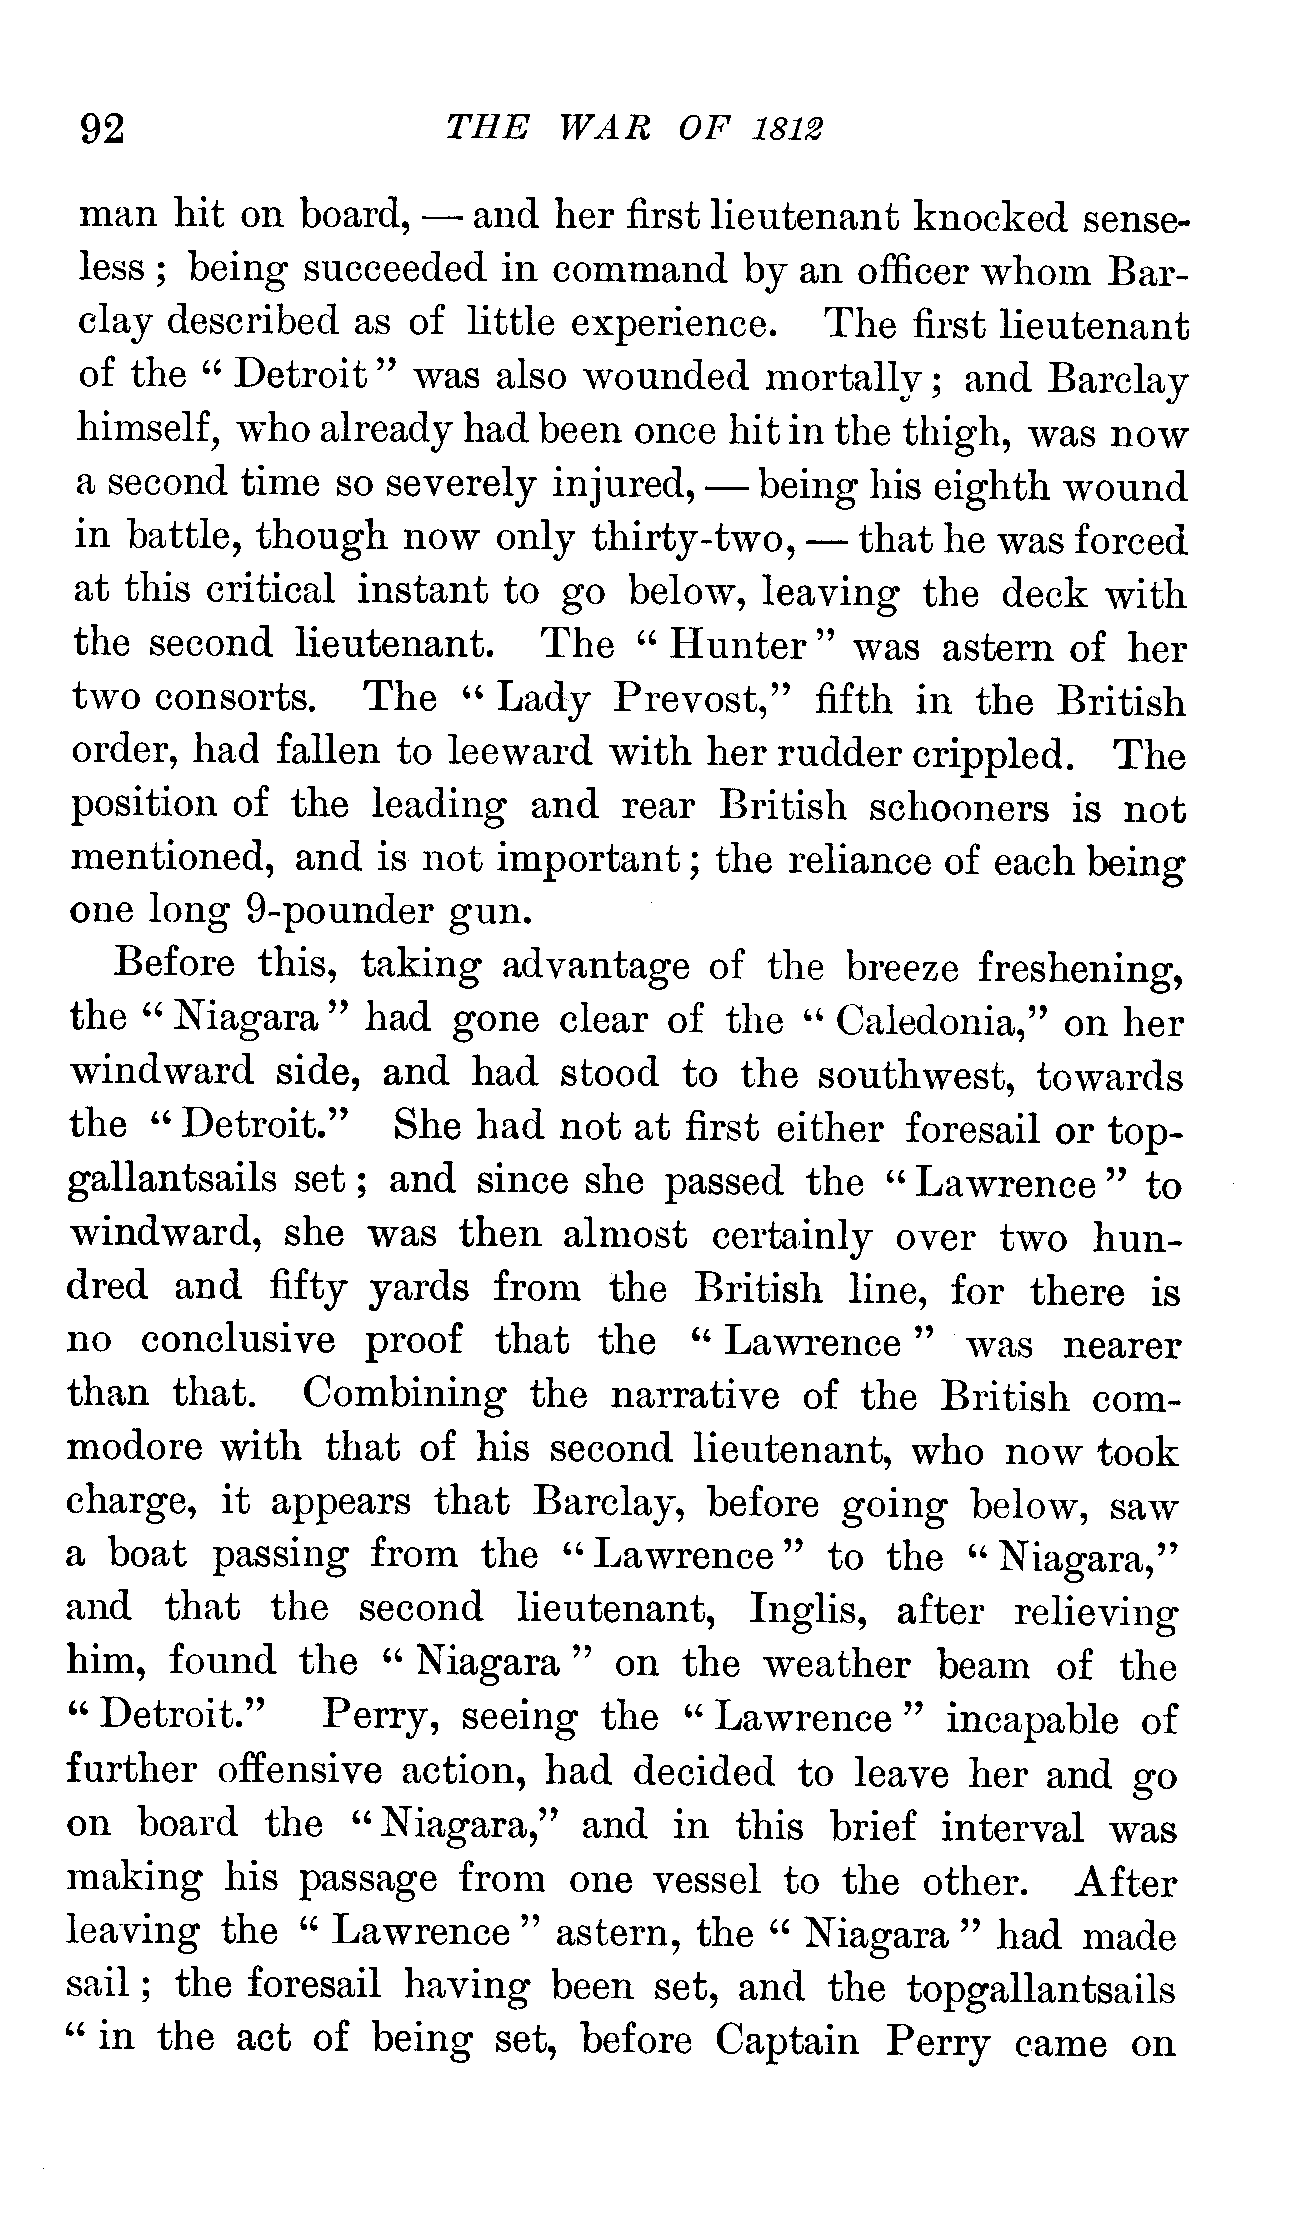 92 THE WAR OF 1812
man hit on board, — and her first lieutenant knocked sense-
less ; being succeeded in command by an officer whom Bar-
clay described as of little experience. The first lieutenant
of the “ Detroit ” was also wounded mortally ; and Barclay
himself, who already had been once hit in the thigh, was now
a second time so severely injured, — being his eighth wound
in battle, though now only thirty-two, — that he was forced
at this critical instant to go below, leaving the deck with
the second lieutenant. The “ Hunter ” was astern of her
two consorts. The “ Lady Prevost,” fifth in the British
order, had fallen to leeward with her rudder crippled. The
position of the leading and rear British schooners is not
mentioned, and is not important ; the reliance of each being
one long 9-pounder gun.
Before this, taking advantage of the breeze freshening,
the “ Niagara ” had gone clear of the “ Caledonia,” on her
windward side, and had stood to the southwest, towards
the “ Detroit.” She had not at first either foresail or top-
gallantsails set ; and since she passed the “ Lawrence ” to
windward, she was then almost certainly over two hun-
dred and fifty yards from the British line, for there is
no conclusive proof that the “ Lawrence ” was nearer
than that. Combining the narrative of the British com-
modore with that of his second lieutenant, who now took
charge, it appears that Barclay, before going below, saw
a boat passing from the “ Lawrence ” to the “ Niagara,”
and that the second lieutenant, Inglis, after relieving
him, found the “ Niagara ” on the weather beam of the
“ Detroit.” Perry, seeing the “ Lawrence ” incapable of
further offensive action, had decided to leave her and go
on board the “ Niagara,” and in this brief interval was
making his passage from one vessel to the other. After
leaving the “ Lawrence ” astern, the “ Niagara ” had made
sail ; the foresail having been set, and the topgallantsails
“ in the act of being set, before Captain Perry came on